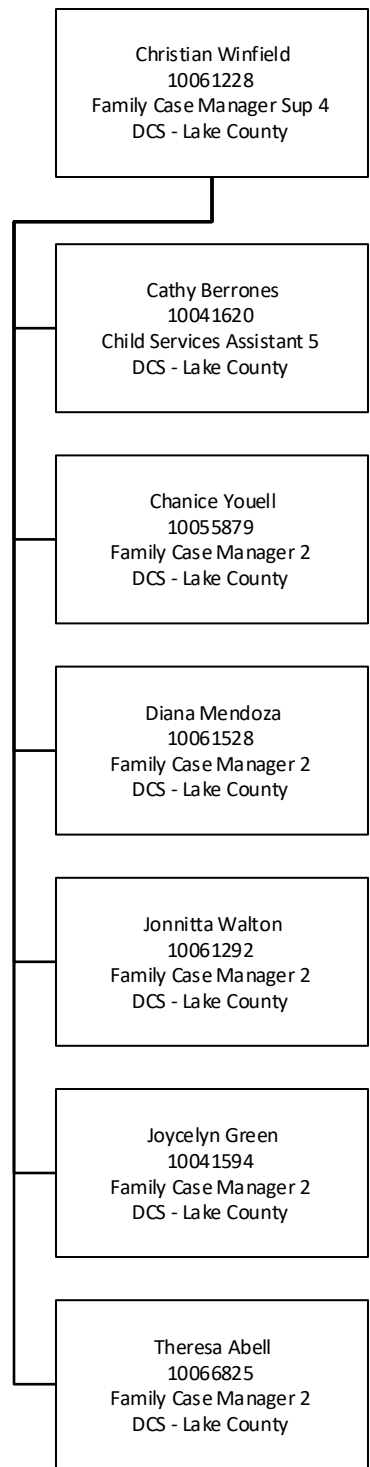 Christian Winfield
10061228
Family Case Manager Sup 4
DCS - Lake County
Cathy Berrones
10041620
Child Services Assistant 5
DCS - Lake County
Chanice Youell
10055879
Family Case Manager 2
DCS - Lake County
Diana Mendoza
10061528
Family Case Manager 2
DCS - Lake County
Jonnitta Walton
10061292
Family Case Manager 2
DCS - Lake County
Joycelyn Green
10041594
Family Case Manager 2
DCS - Lake County
Theresa Abell
10066825
Family Case Manager 2
DCS - Lake County